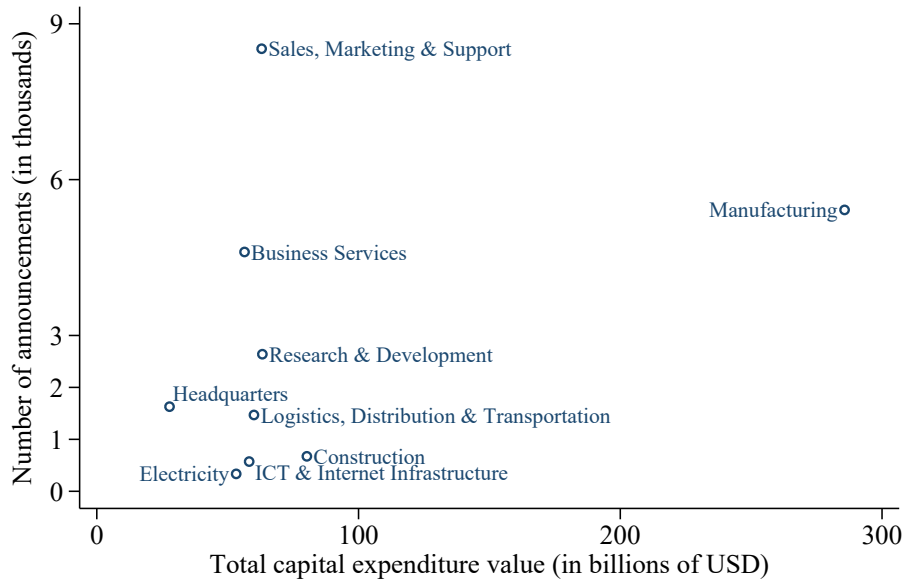 Number of announcements (in thousands)
9
6
3
2
1
0
Sales, Marketing & Support
Manufacturing
Business Services
Research & Development
Headquarters
Logistics, Distribution & Transportation
Construction
Electricity
ICT & Internet Infrastructure
0
100
200
300
Total capital expenditure value (in billions of USD)